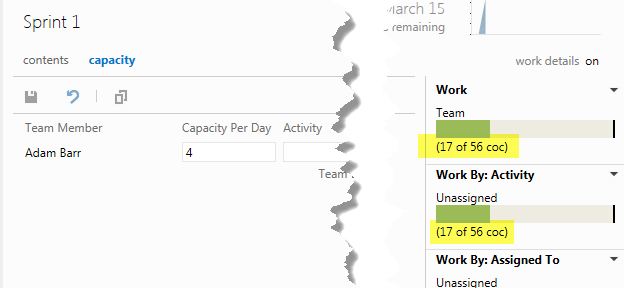 Sprint 1
contents capacity
Team Member Capacity Per Day Activity
Adam Barr 4
Team
March 15
remaining
work details on
Work
Team
(17 of 56 coc)
Work By: Activity
Unassigned
(17 of 56 coc)
Work By: Assigned To
Unassigned